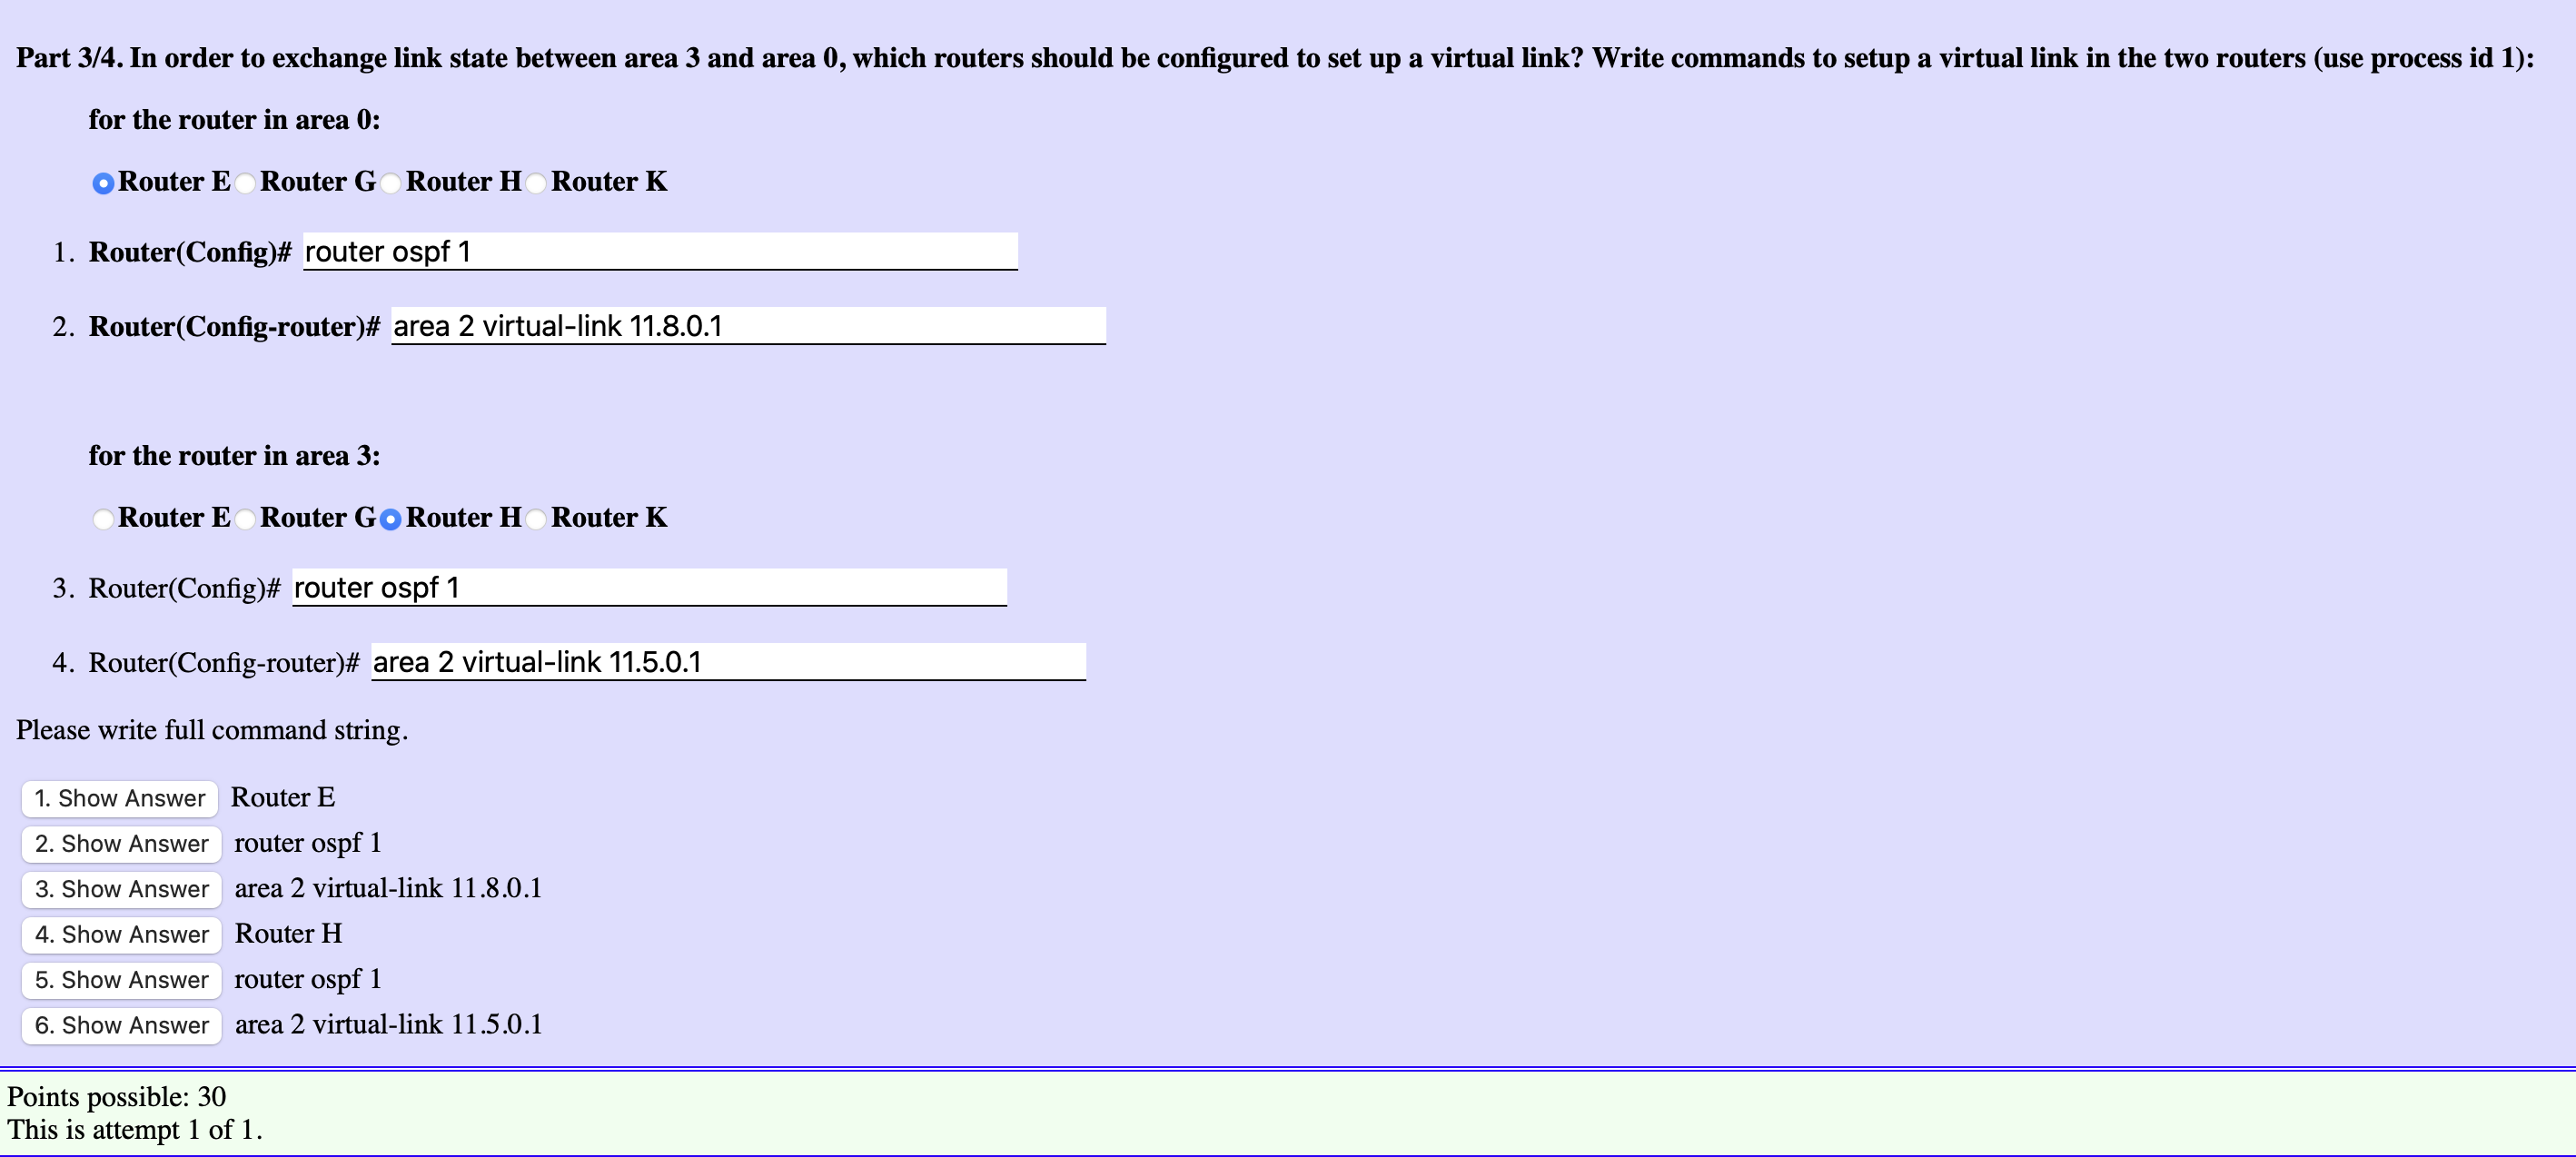 Part 3/4. In order to exchange link state between area 3 and area 0, which routers should be configured to set up a virtual link? Write commands to setup a virtual link in the two routers (use process id 1):
for the router in area 0:
Router E Router G Router H Router K
1. Router(Config)# router ospf 1
2. Router(Config-router)# area 2 virtual-link 11.8.0.1
for the router in area 3:
Router E Router G Router H Router K
3. Router(Config)# router ospf 1
4. Router(Config-router)# area 2 virtual-link 11.5.0.1
Please write full command string.
1. Show Answer Router E
2. Show Answer router ospf 1
3. Show Answer area 2 virtual-link 11.8.0.1
4. Show Answer Router H
5. Show Answer router ospf 1
6. Show Answer area 2 virtual-link 11.5.0.1
Points possible: 30
This is attempt 1 of 1.